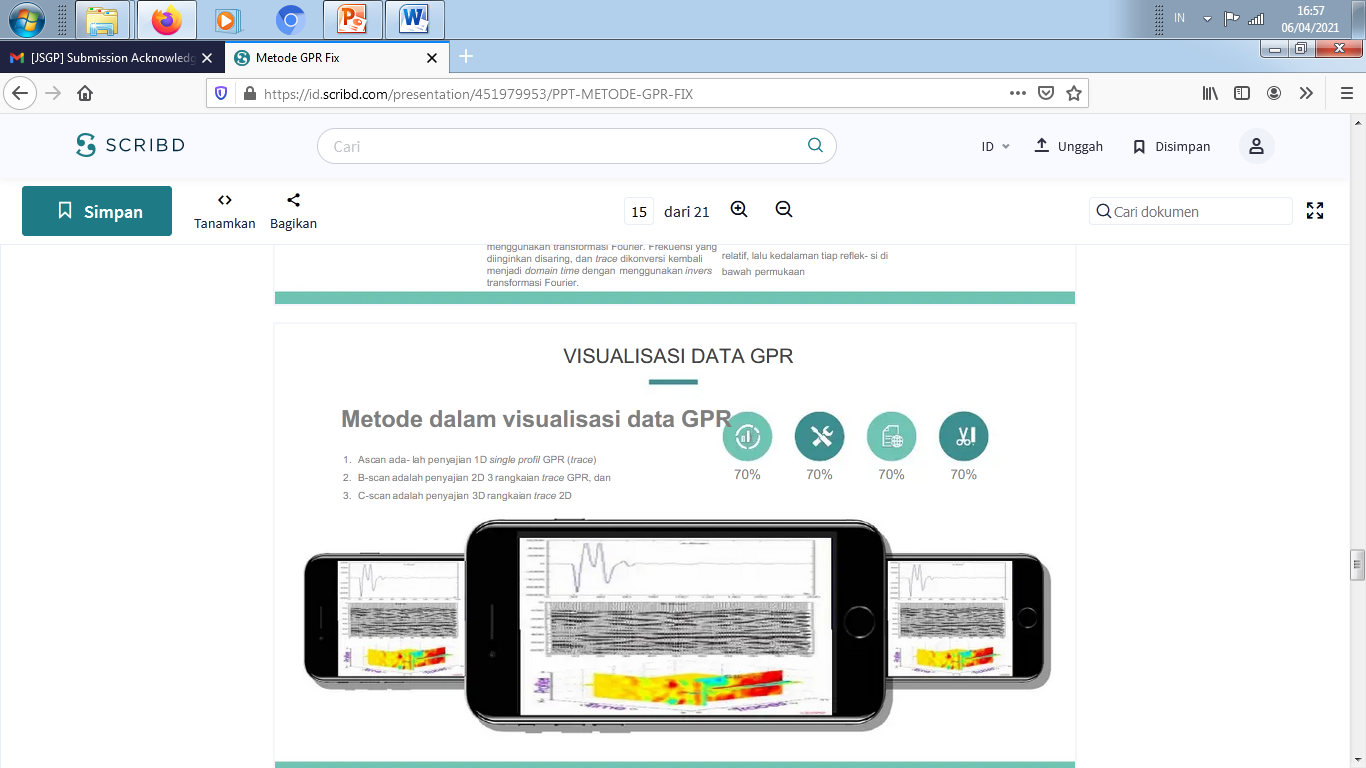 IN
16:57
06/04/2021
[JSGP] Submission Acknowledg
Metode GPR Fix
https://id.scribd.com/presentation/451979953/PPT-METODE-GPR-FIX
SCRIBD
Cari
ID
Unggah
Disimpan
Simpan
Tanamkan
Bagikan
15 dari 21
Cari dokumen
menggunakan transformasi Fourier. Frekuensi yang
diinginkan disaring, dan trace dikonversi kembali
menjadi domain time dengan menggunakan invers
transformasi Fourier.
relatif, lalu kedalaman tiap reflek- si di
bawah permukaan
VISUALISASI DATA GPR
Metode dalam visualisasi data GPR
1. Ascan ada- lah penyajian 1D single profil GPR (trace)
2. B-scan adalah penyajian 2D 3 rangkaian trace GPR, dan
3. C-scan adalah penyajian 3D rangkaian trace 2D
70% 70% 70% 70%
Profile
Time
Traces